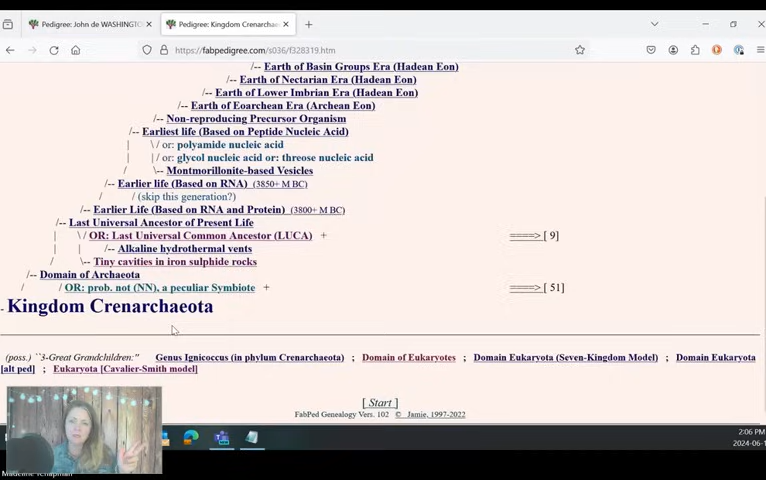 Pedigree: John de WASHINGTO
Pedigree: Kingdom Crenarchaeo
https://fabpedigree.com/s036/f328319.htm
/-- Earth of Basin Groups Era (Hadean Eon)
/-- Earth of Nectarian Era (Hadean Eon)
/-- Earth of Lower Imbrian Era (Hadean Eon)
/-- Earth of Eoarchean Era (Archean Eon)
/-- Non-reproducing Precursor Organism
/-- Earliest life (Based on Peptide Nucleic Acid)
| \ / or: polyamide nucleic acid
| | / or: glycol nucleic acid or: threose nucleic acid
/ \-- Montmorillonite-based Vesicles
/-- Earlier life (Based on RNA) (3850+ M BC)
/ / (skip this generation?)
/-- Earlier Life (Based on RNA and Protein) (3800+ M BC)
/-- Last Universal Ancestor of Present Life
| \ / OR: Last Universal Common Ancestor (LUCA) + ====> [ 9]
| | /-- Alkaline hydrothermal vents
/ \-- Tiny cavities in iron sulphide rocks
/-- Domain of Archaeota
/ / OR: prob. not (NN), a peculiar Symbiote + ====> [ 51]
- Kingdom Crenarchaeota
(poss.) ``3-Great Grandchildren:'' Genus Ignicoccus (in phylum Crenarchaeota) ; Domain of Eukaryotes ; Domain Eukaryota (Seven-Kingdom Model) ; Domain Eukaryota
[alt ped] ; Eukaryota [Cavalier-Smith model]
[ Start ]
FabPed Genealogy Vers. 102 © Jamie, 1997-2022
2:06 PM